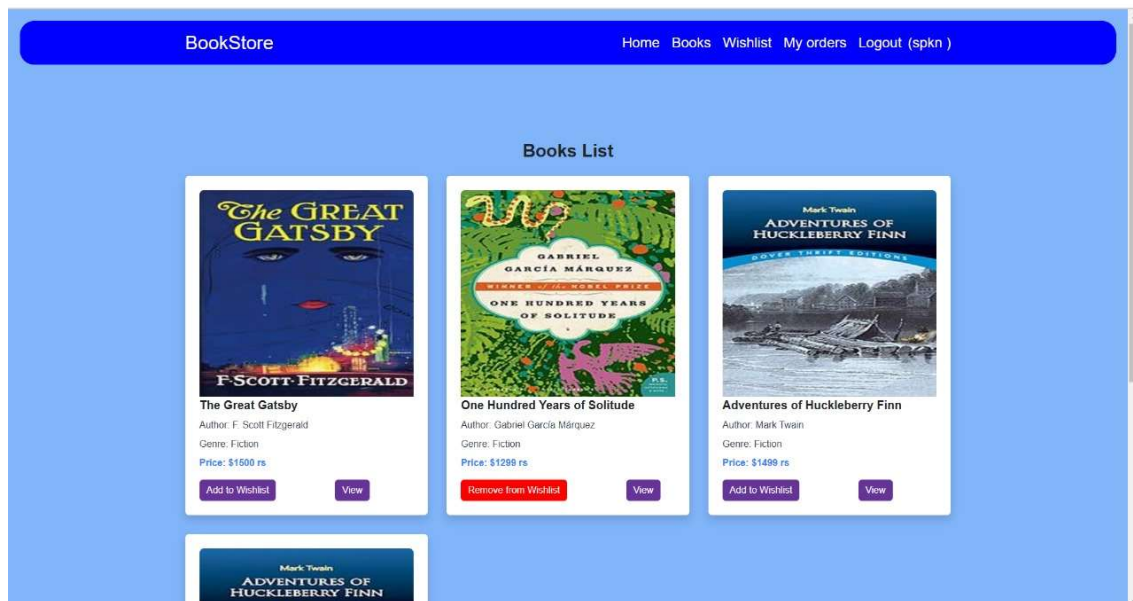 BookStore
Home Books Wishlist My orders Logout (spkn )
Books List
The GREAT
GATSBY
F·SCOTT·FITZGERALD
The Great Gatsby
Author: F. Scott Fitzgerald
Genre: Fiction
Price: $1500 rs
Add to Wishlist View
GABRIEL
GARCÍA MÁRQUEZ
WINNER of the NOBEL PRIZE
ONE HUNDRED YEARS
OF SOLITUDE
P.S.
One Hundred Years of Solitude
Author: Gabriel García Márquez
Genre: Fiction
Price: $1299 rs
Remove from Wishlist View
Mark Twain
ADVENTURES OF
HUCKLEBERRY FINN
DOVER THRIFT EDITIONS
Adventures of Huckleberry Finn
Author: Mark Twain
Genre: Fiction
Price: $1499 rs
Add to Wishlist View
Mark Twain
ADVENTURES OF
HUCKLEBERRY FINN